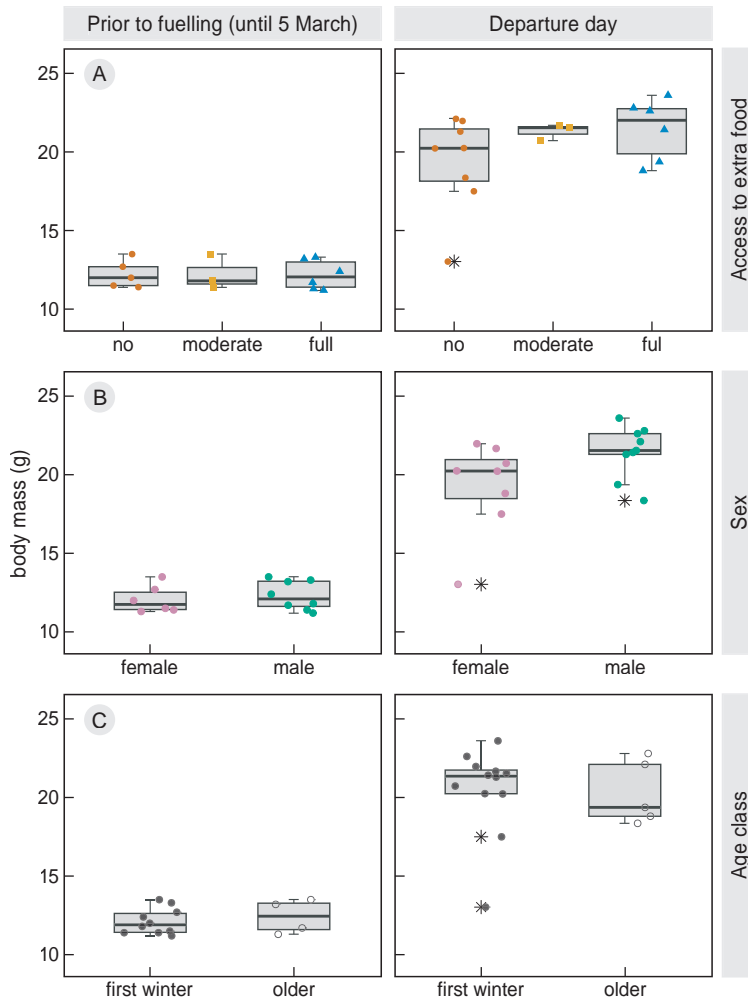 Prior to fuelling (until 5 March)
Departure day
A
25
20
15
10
no moderate full
no moderate ful
Access to extra food
B
25
20
15
10
body mass (g)
female male
female male
Sex
C
25
20
15
10
first winter older
first winter older
Age class